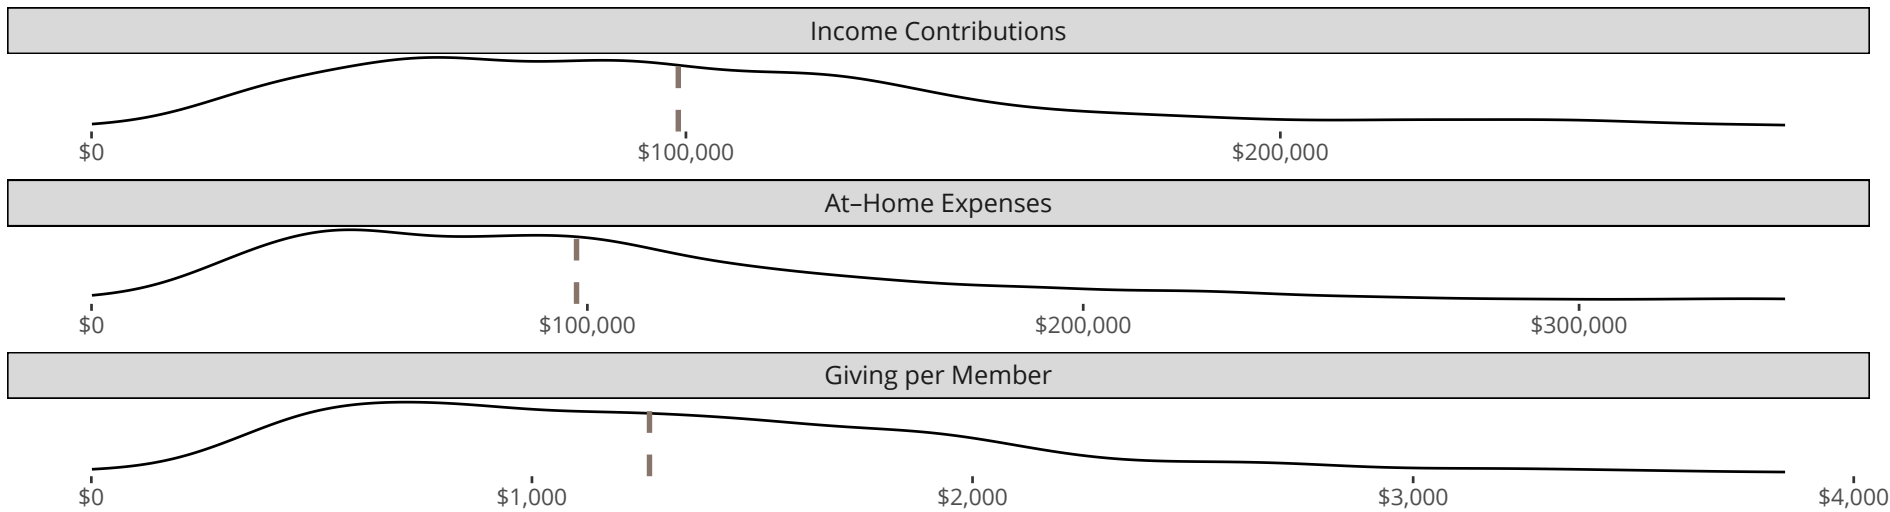 Income Contributions
$0 $100,000 $200,000
At–Home Expenses
$0 $100,000 $200,000 $300,000
Giving per Member
$0 $1,000 $2,000 $3,000 $4,000